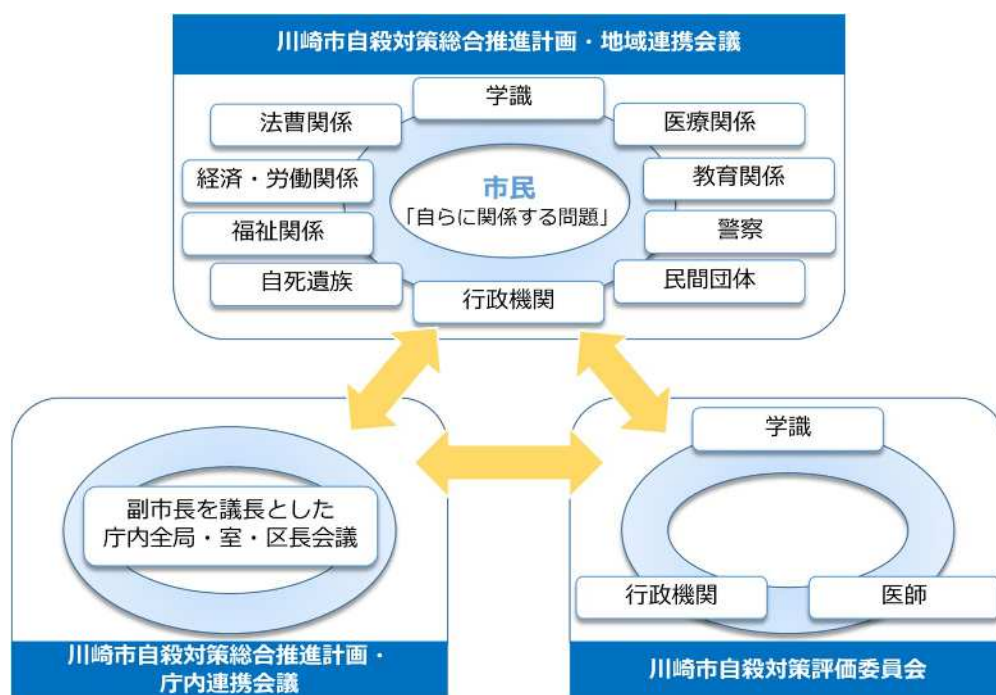 川崎市自殺対策総合推進計画・地域連携会議
学識
法曹関係
医療関係
経済・労働関係
教育関係
市民
「自らに関係する問題」
福祉関係
警察
自死遺族
民間団体
行政機関
学識
副市長を議長とした
庁内全局・室・区長会議
行政機関
医師
川崎市自殺対策総合推進計画・
庁内連携会議
川崎市自殺対策評価委員会